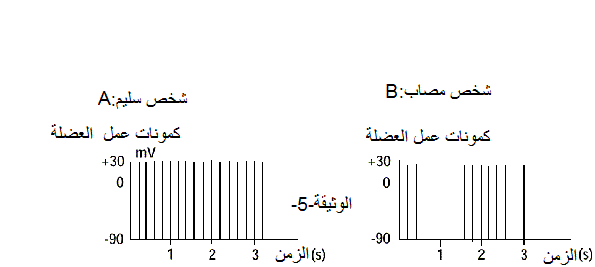 شخص مصاب:B
شخص سليم:A
كمونات عمل العضلة
كمونات عمل العضلة
mV
+30
0
-90
1 2 3
الزمن(s)
الوثيقة-5-
+30
0
-90
1 2 3
الزمن(s)